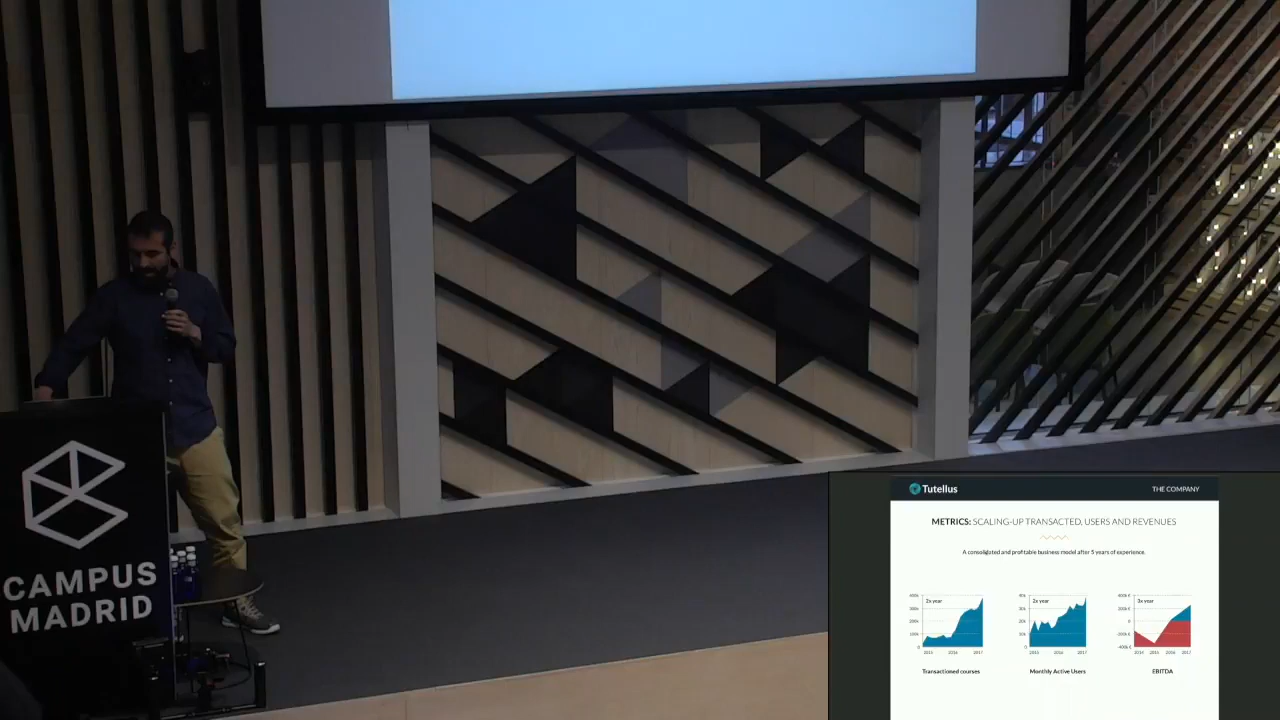 CAMPUS
MADRID
Tutellus
THE COMPANY
METRICS: SCALING-UP TRANSACTED, USERS AND REVENUES
A consolidated and profitable business model after 5 years of experience.
2x year
2x year
3x year
Transactioned courses
Monthly Active Users
EBITDA